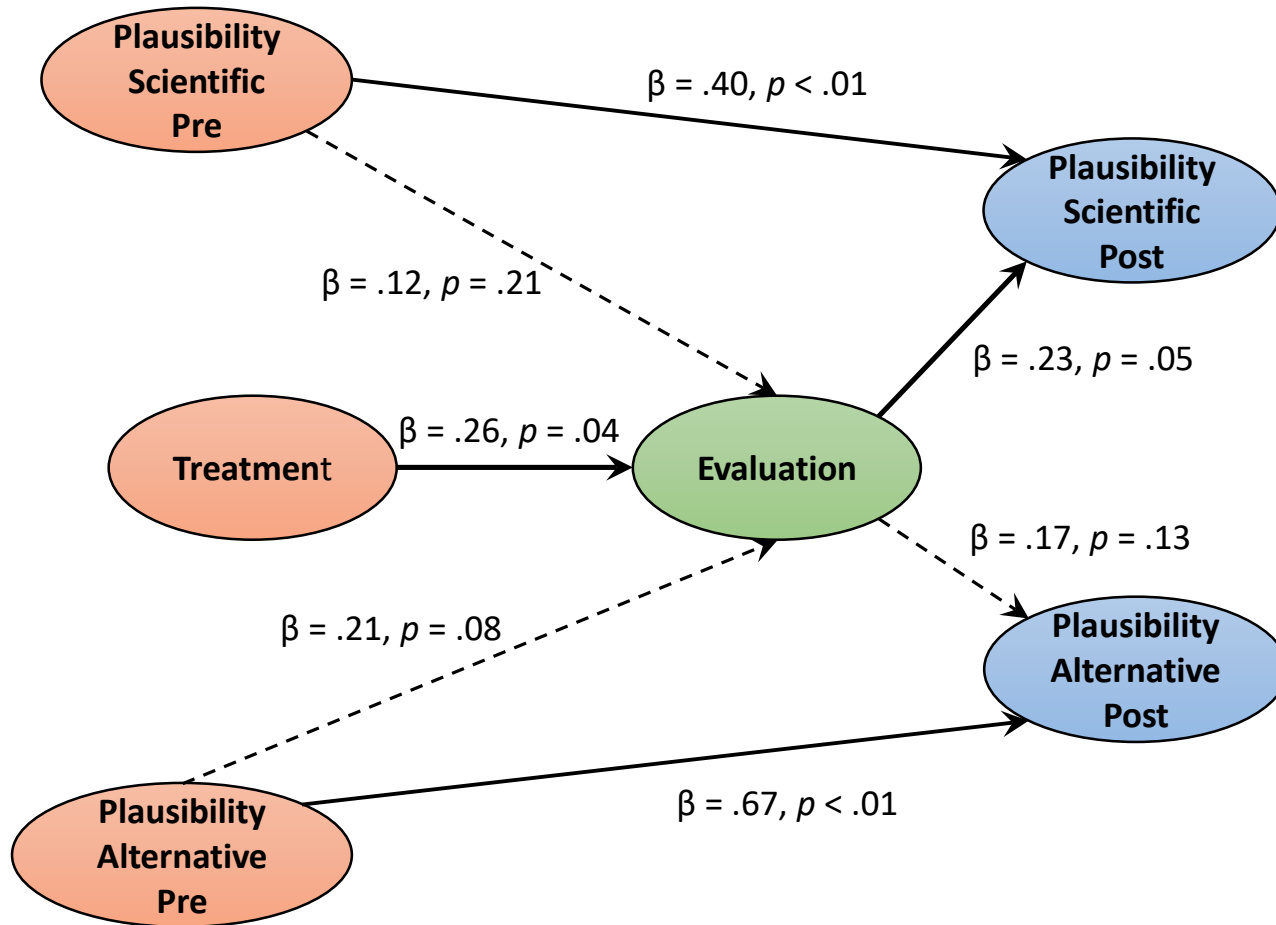 Plausibility
Scientific
Pre
β = .40, p < .01
Plausibility
Scientific
Post
β = .12, p = .21
β = .23, p = .05
Treatment
β = .26, p = .04
Evaluation
β = .17, p = .13
β = .21, p = .08
Plausibility
Alternative
Post
β = .67, p < .01
Plausibility
Alternative
Pre